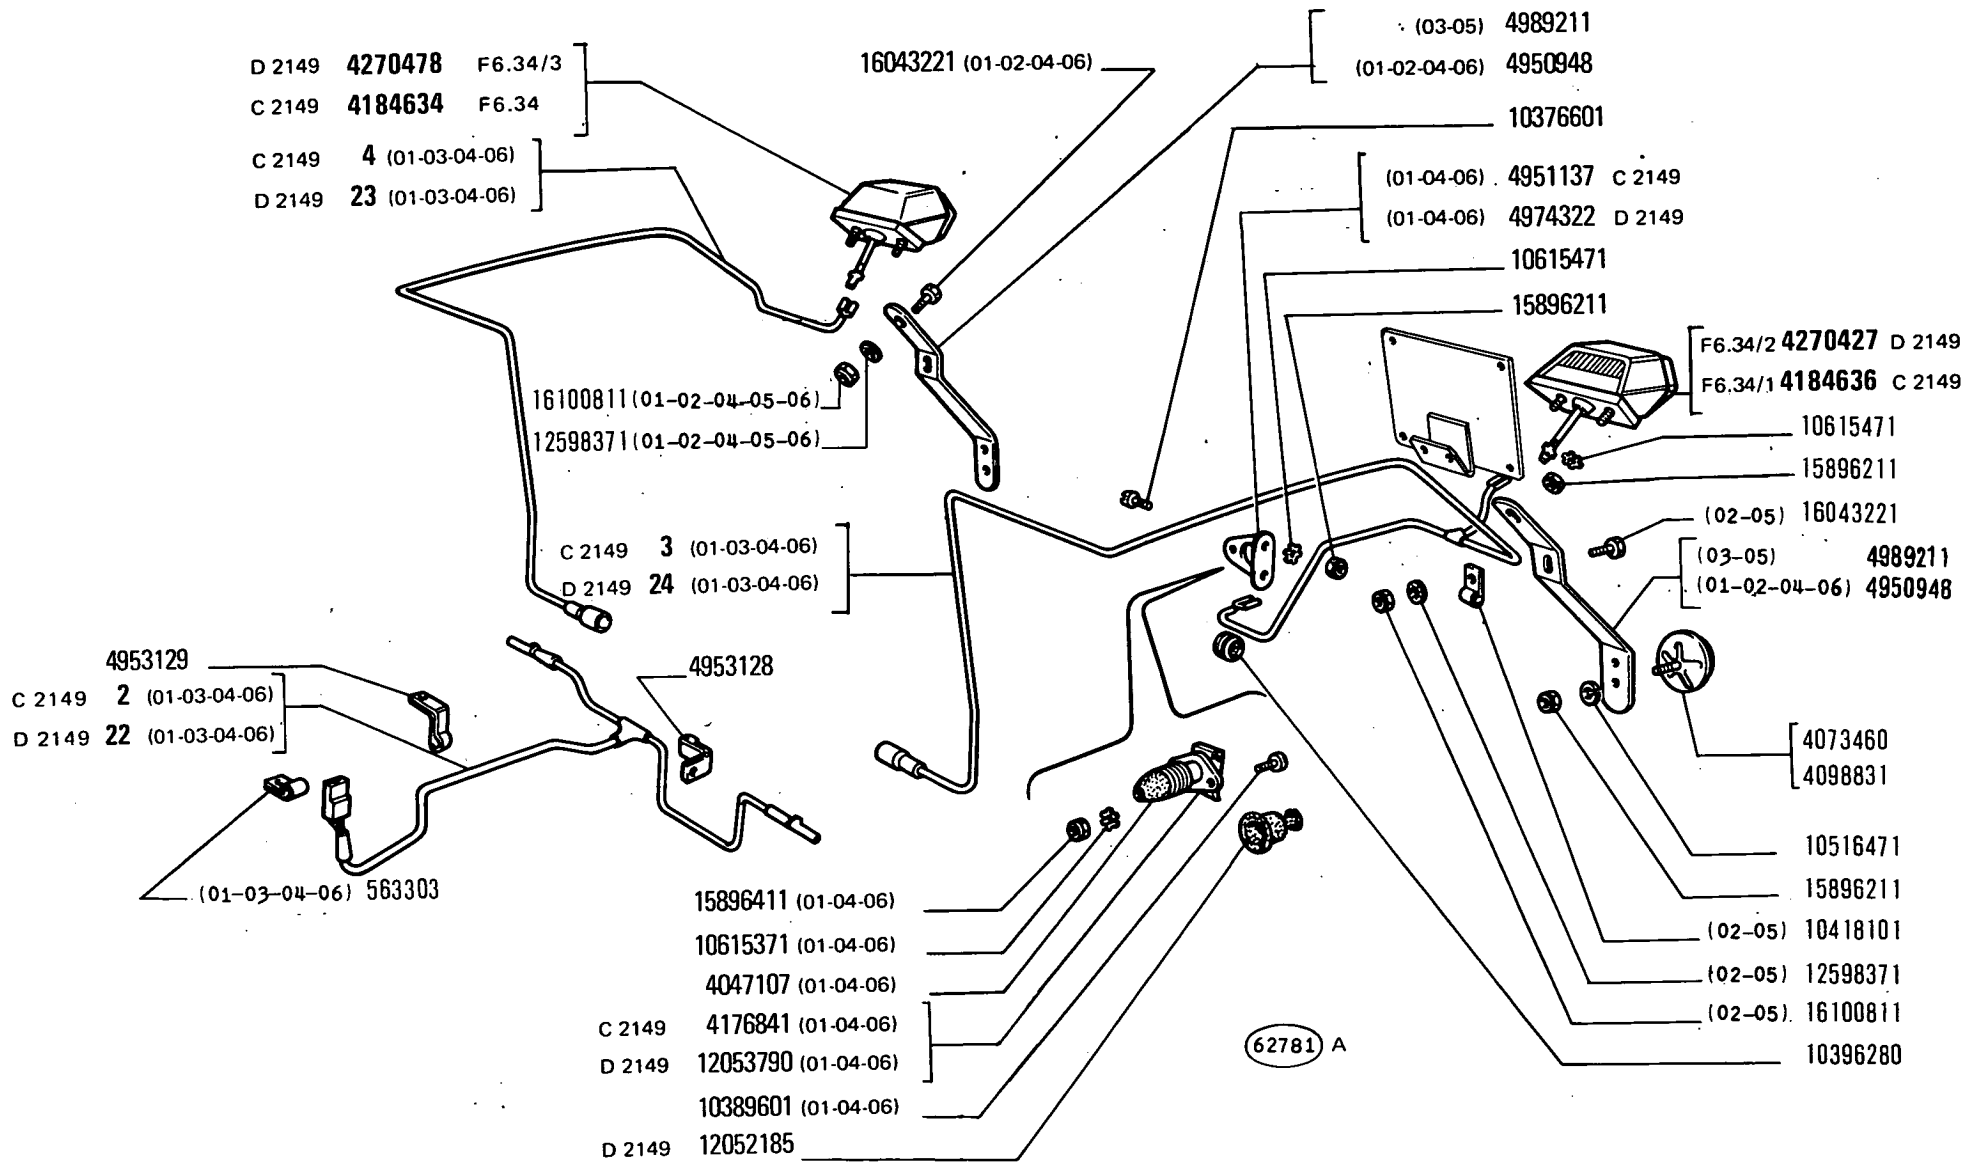 D 2149 4270478 F6.34/3
C 2149 4184634 F6.34
C 2149 4 (01-03-04-06)
D 2149 23 (01-03-04-06)
16043221 (01-02-04-06)
(03-05) 4989211
(01-02-04-06) 4950948
10376601
(01-04-06) 4951137 C 2149
(01-04-06) 4974322 D 2149
10615471
15896211
F6.34/2 4270427 D 2149
F6.34/1 4184636 C 2149
10615471
15896211
(02-05) 16043221
(03-05) 4989211
(01-02-04-06) 4950948
16100811 (01-02-04-05-06)
12598371 (01-02-04-05-06)
C 2149 3 (01-03-04-06)
D 2149 24 (01-03-04-06)
4953129
C 2149 2 (01-03-04-06)
D 2149 22 (01-03-04-06)
4953128
(01-03-04-06) 563303
4073460
4098831
10516471
15896211
(02-05) 10418101
(02-05) 12598371
(02-05) 16100811
10396280
15896411 (01-04-06)
10615371 (01-04-06)
4047107 (01-04-06)
C 2149 4176841 (01-04-06)
D 2149 12053790 (01-04-06)
10389601 (01-04-06)
D 2149 12052185
62781 A